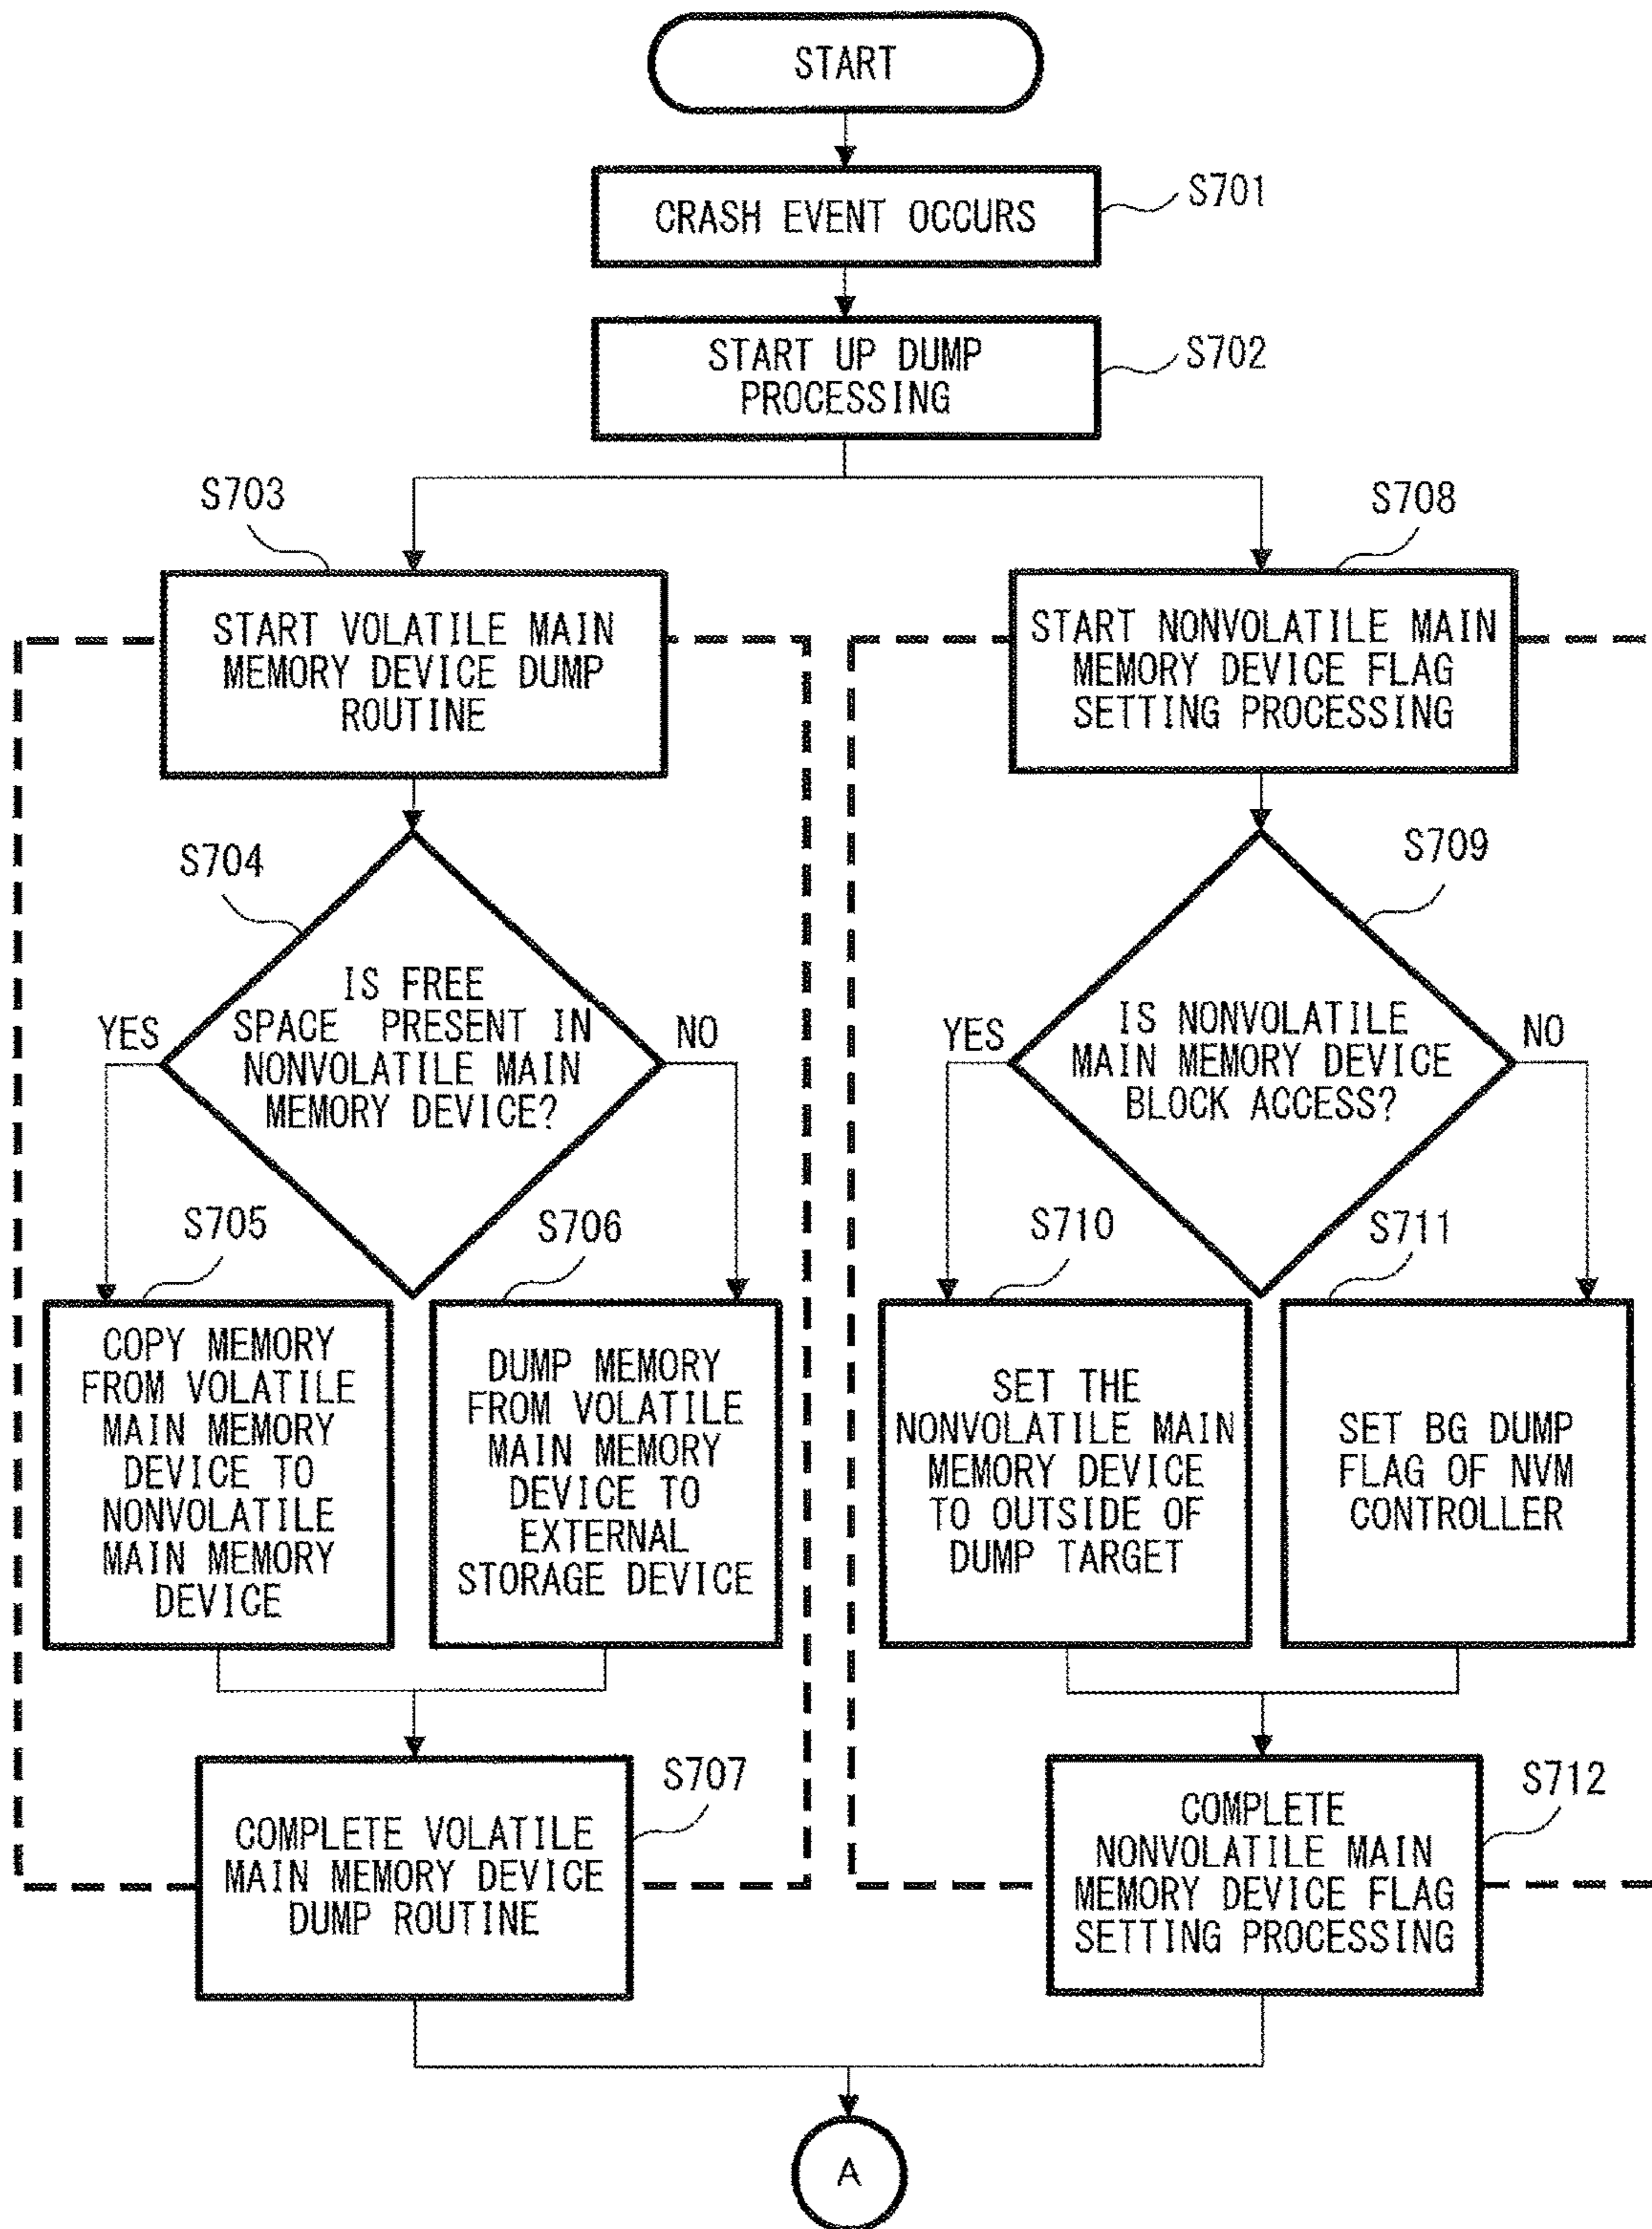 START
CRASH EVENT OCCURS
S701
START UP DUMP
PROCESSING
S702
S703
START VOLATILE MAIN
MEMORY DEVICE DUMP
ROUTINE
S704
IS FREE
SPACE PRESENT IN
NONVOLATILE MAIN
MEMORY DEVICE?
YES
NO
S705
COPY MEMORY
FROM VOLATILE
MAIN MEMORY
DEVICE TO
NONVOLATILE
MAIN MEMORY
DEVICE
S706
DUMP MEMORY
FROM VOLATILE
MAIN MEMORY
DEVICE TO
EXTERNAL
STORAGE DEVICE
S707
COMPLETE VOLATILE
MAIN MEMORY DEVICE
DUMP ROUTINE
S708
START NONVOLATILE MAIN
MEMORY DEVICE FLAG
SETTING PROCESSING
S709
IS NONVOLATILE
MAIN MEMORY DEVICE
BLOCK ACCESS?
YES
NO
S710
SET THE
NONVOLATILE MAIN
MEMORY DEVICE
TO OUTSIDE OF
DUMP TARGET
S711
SET BG DUMP
FLAG OF NVM
CONTROLLER
S712
COMPLETE
NONVOLATILE MAIN
MEMORY DEVICE FLAG
SETTING PROCESSING
A